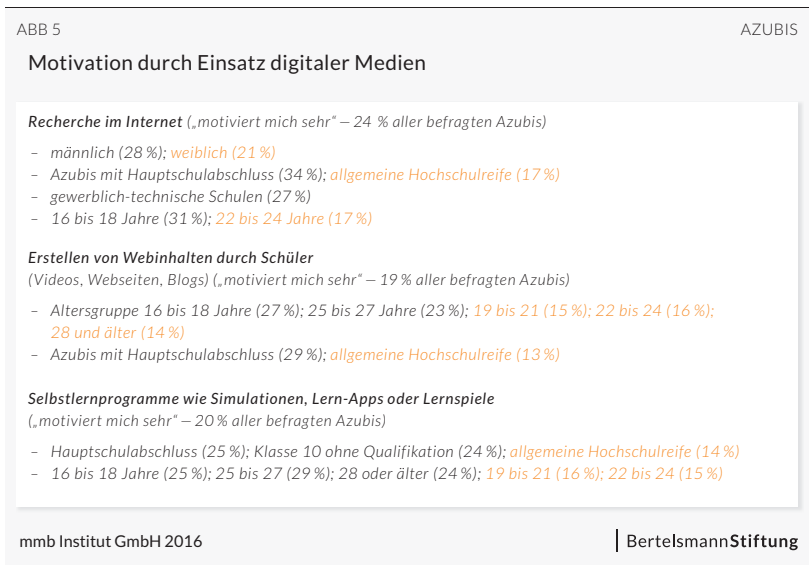 ABB 5 AZUBIS
Motivation durch Einsatz digitaler Medien
Recherche im Internet („motiviert mich sehr“ — 24 % aller befragten Azubis)
– männlich (28 %); weiblich (21 %)
– Azubis mit Hauptschulabschluss (34 %); allgemeine Hochschulreife (17 %)
– gewerblich-technische Schulen (27 %)
– 16 bis 18 Jahre (31 %); 22 bis 24 Jahre (17 %)
Erstellen von Webinhalten durch Schüler
(Videos, Webseiten, Blogs) („motiviert mich sehr“ — 19 % aller befragten Azubis)
– Altersgruppe 16 bis 18 Jahre (27 %); 25 bis 27 Jahre (23 %); 19 bis 21 (15 %); 22 bis 24 (16 %);
28 und älter (14 %)
– Azubis mit Hauptschulabschluss (29 %); allgemeine Hochschulreife (13 %)
Selbstlernprogramme wie Simulationen, Lern-Apps oder Lernspiele
(„motiviert mich sehr“ — 20 % aller befragten Azubis)
– Hauptschulabschluss (25 %); Klasse 10 ohne Qualifikation (24 %); allgemeine Hochschulreife (14 %)
– 16 bis 18 Jahre (25 %); 25 bis 27 (29 %); 28 oder älter (24 %); 19 bis 21 (16 %); 22 bis 24 (15 %)
mmb Institut GmbH 2016 BertelsmannStiftung